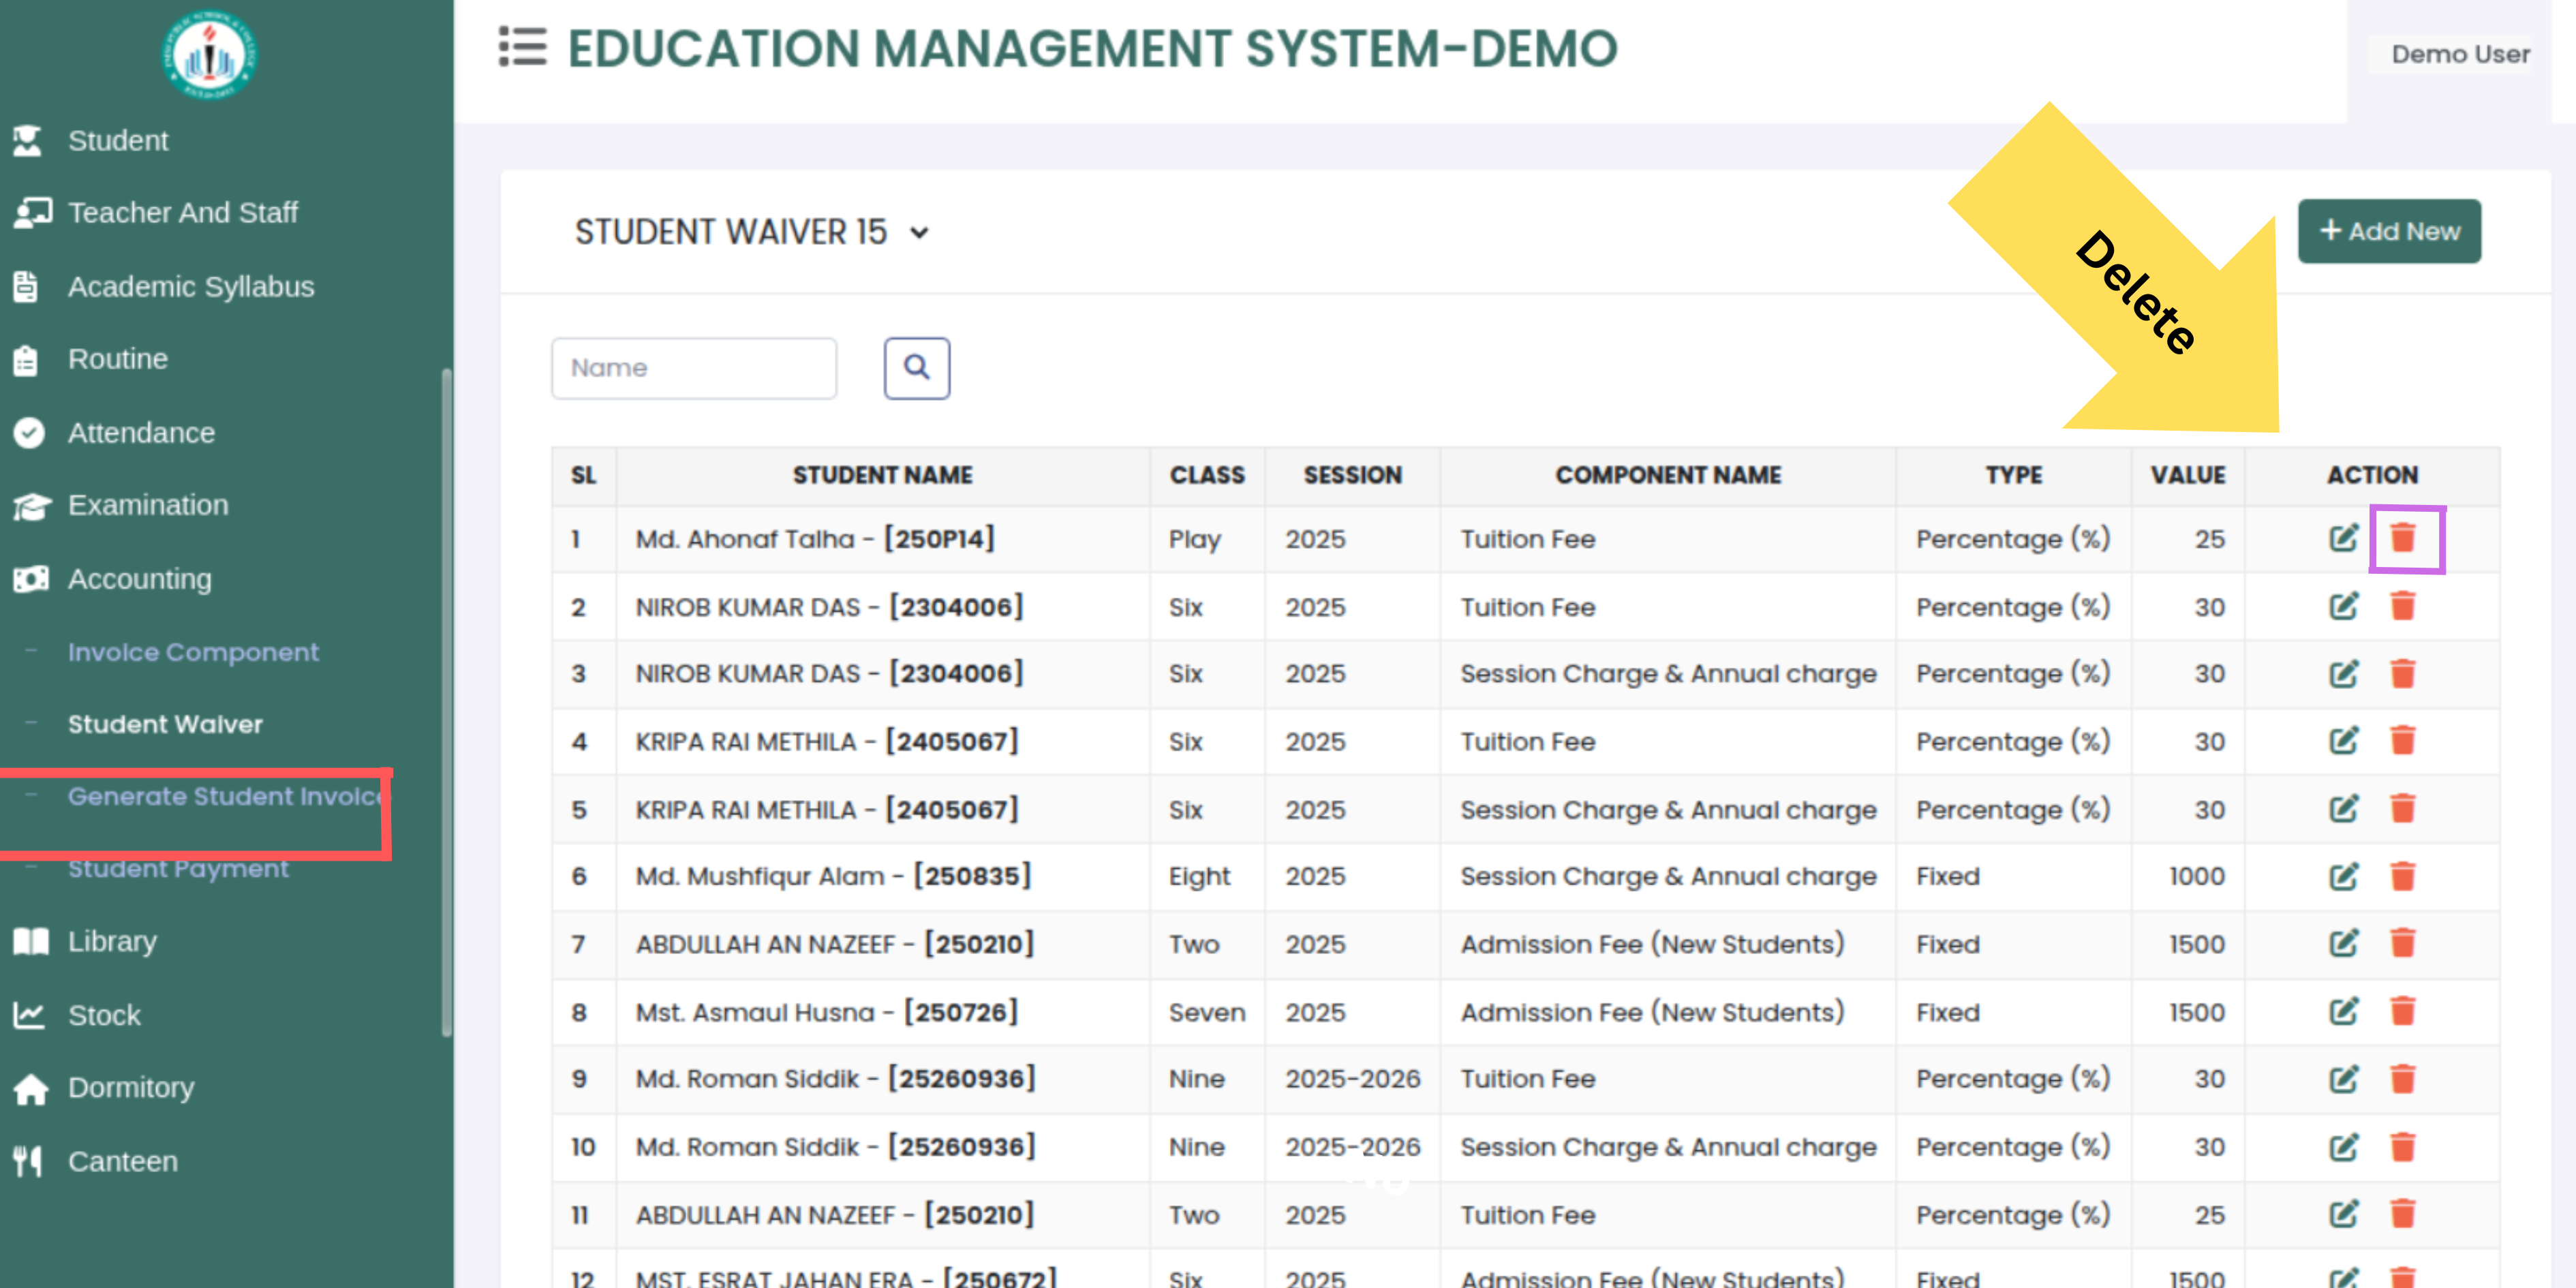 EDUCATION MANAGEMENT SYSTEM-DEMO
Demo User
Student
Teacher And Staff
Academic Syllabus
Routine
Attendance
Examination
Accounting
Invoice Component
Student Waiver
Generate Student Invoice
Student Payment
Library
Stock
Dormitory
Canteen
STUDENT WAIVER 15
+ Add New
Delete
Name
SL STUDENT NAME CLASS SESSION COMPONENT NAME TYPE VALUE ACTION
1 Md. Ahonaf Talha - [250P14] Play 2025 Tuition Fee Percentage (%) 25
2 NIROB KUMAR DAS - [2304006] Six 2025 Tuition Fee Percentage (%) 30
3 NIROB KUMAR DAS - [2304006] Six 2025 Session Charge & Annual charge Percentage (%) 30
4 KRIPA RAI METHILA - [2405067] Six 2025 Tuition Fee Percentage (%) 30
5 KRIPA RAI METHILA - [2405067] Six 2025 Session Charge & Annual charge Percentage (%) 30
6 Md. Mushfiqur Alam - [250835] Eight 2025 Session Charge & Annual charge Fixed 1000
7 ABDULLAH AN NAZEEF - [250210] Two 2025 Admission Fee (New Students) Fixed 1500
8 Mst. Asmaul Husna - [250726] Seven 2025 Admission Fee (New Students) Fixed 1500
9 Md. Roman Siddik - [25260936] Nine 2025-2026 Tuition Fee Percentage (%) 30
10 Md. Roman Siddik - [25260936] Nine 2025-2026 Session Charge & Annual charge Percentage (%) 30
11 ABDULLAH AN NAZEEF - [250210] Two 2025 Tuition Fee Percentage (%) 25
12 MST. ESRAT JAHAN ERA - [250672] Six 2025 Admission Fee (New Students) Fixed 1500